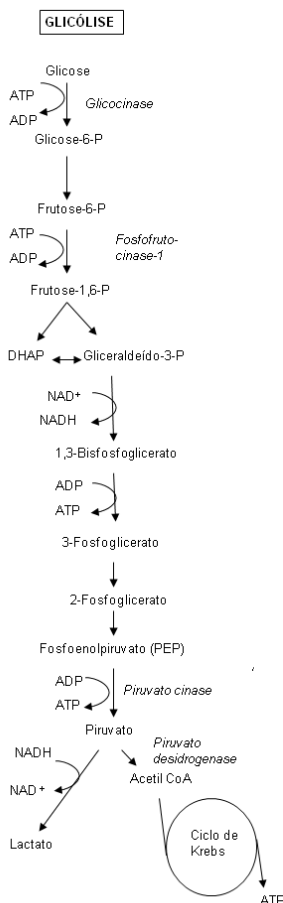 GLICÓLISE
Glicose
ATP
Glicocinase
ADP
Glicose-6-P
Frutose-6-P
ATP
Fosfofruto-
cinase-1
ADP
Frutose-1,6-P
DHAP
Gliceraldeído-3-P
NAD+
NADH
1,3-Bisfosfoglicerato
ADP
ATP
3-Fosfoglicerato
2-Fosfoglicerato
Fosfoenolpiruvato (PEP)
ADP
Piruvato cinase
ATP
Piruvato
Piruvato
desidrogenase
NADH
Acetil CoA
NAD+
Lactato
Ciclo de
Krebs
ATP